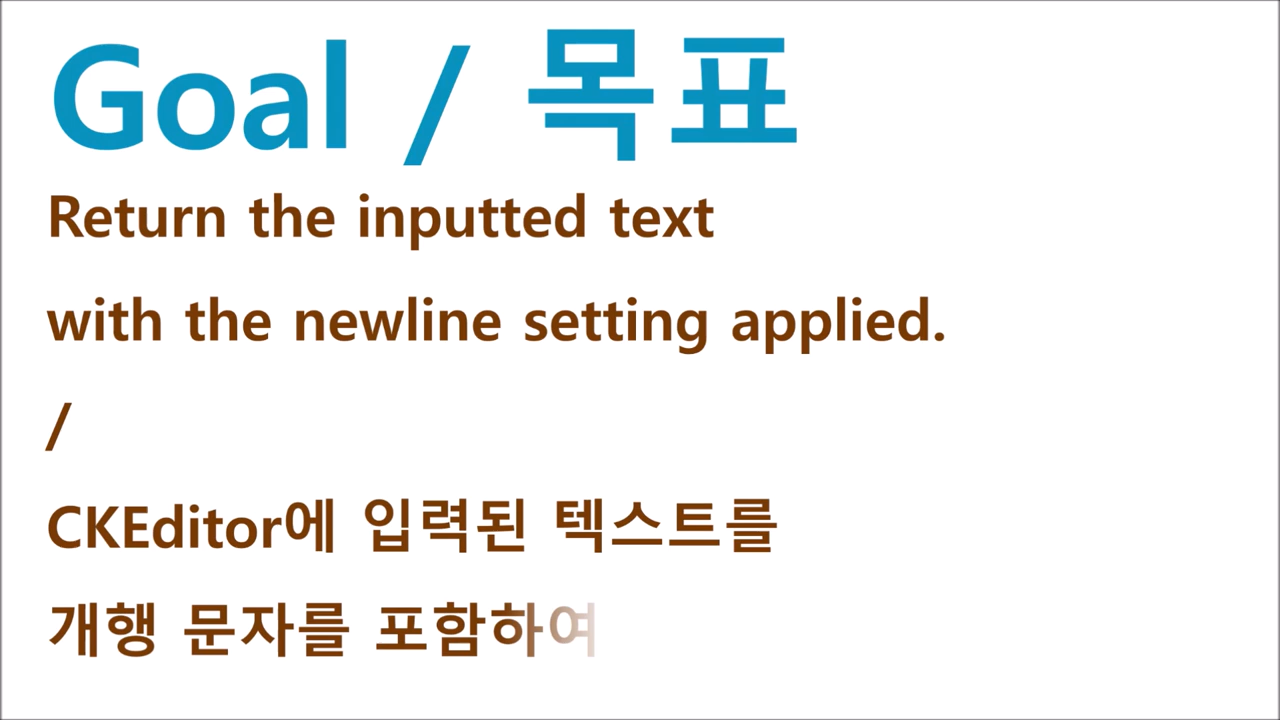 Goal / 목표
Return the inputted text
with the newline setting applied.
/
CKEditor에 입력된 텍스트를
개행 문자를 포함하여